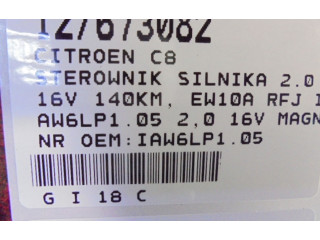 127673082
CITROEN C8
STEROWNIK SILNIKA 2.0
16V 140KM, EW10A RFJ I
AW6LP1.05 2,0 16V MAGN
NR OEM:IAW6LP1.05
G I 18 C